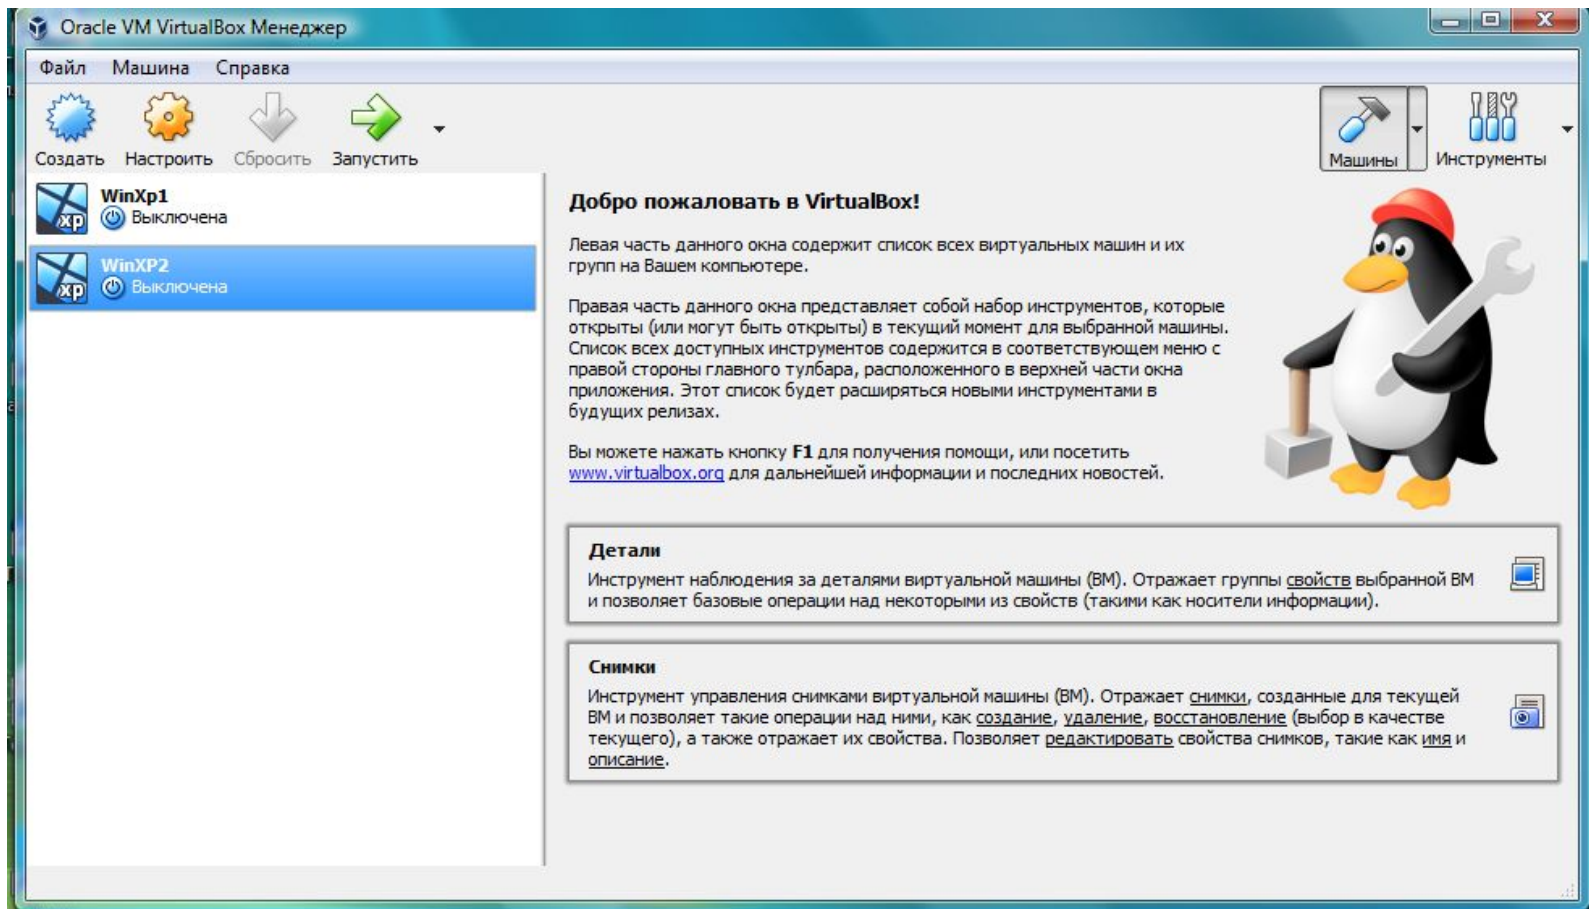 Oracle VM VirtualBox Менеджер
Файл Машина Справка
Создать Настроить Сбросить Запустить Машины Инструменты
WinXp1
Выключена
WinXP2
Выключена
Добро пожаловать в VirtualBox!
Левая часть данного окна содержит список всех виртуальных машин и их
групп на Вашем компьютере.
Правая часть данного окна представляет собой набор инструментов, которые
открыты (или могут быть открыты) в текущий момент для выбранной машины.
Список всех доступных инструментов содержится в соответствующем меню с
правой стороны главного тулбара, расположенного в верхней части окна
приложения. Этот список будет расширяться новыми инструментами в
будущих релизах.
Вы можете нажать кнопку F1 для получения помощи, или посетить
www.virtualbox.org для дальнейшей информации и последних новостей.
Детали
Инструмент наблюдения за деталями виртуальной машины (ВМ). Отражает группы свойств выбранной ВМ
и позволяет базовые операции над некоторыми из свойств (такими как носители информации).
Снимки
Инструмент управления снимками виртуальной машины (ВМ). Отражает снимки, созданные для текущей
ВМ и позволяет такие операции над ними, как создание, удаление, восстановление (выбор в качестве
текущего), а также отражает их свойства. Позволяет редактировать свойства снимков, такие как имя и
описание.